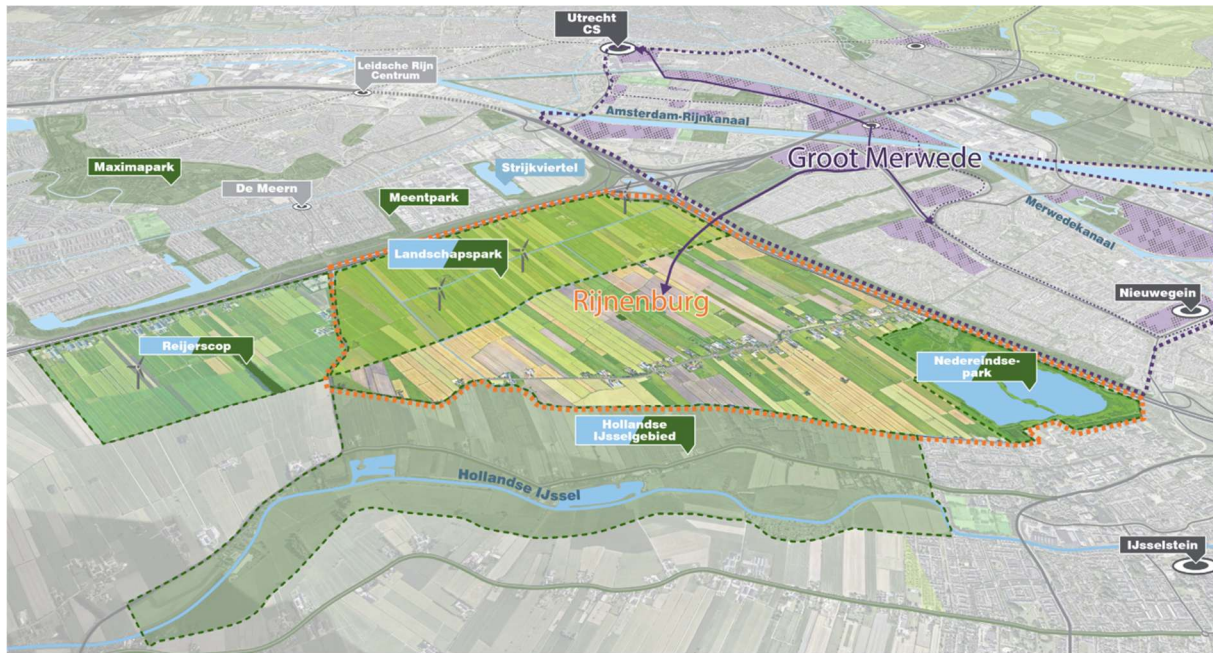 Utrecht
CS
Leidsche Rijn
Centrum
Amsterdam-Rijnkanaal
Groot Merwede
Maximapark
Strijkviertel
De Meern
Meentpark
Merwedekanaal
Landschapspark
Rijnenburg
Nieuwegein
Reijerscop
Nedereindse-
park
Hollandse
IJsselgebied
Hollandse IJssel
IJsselstein